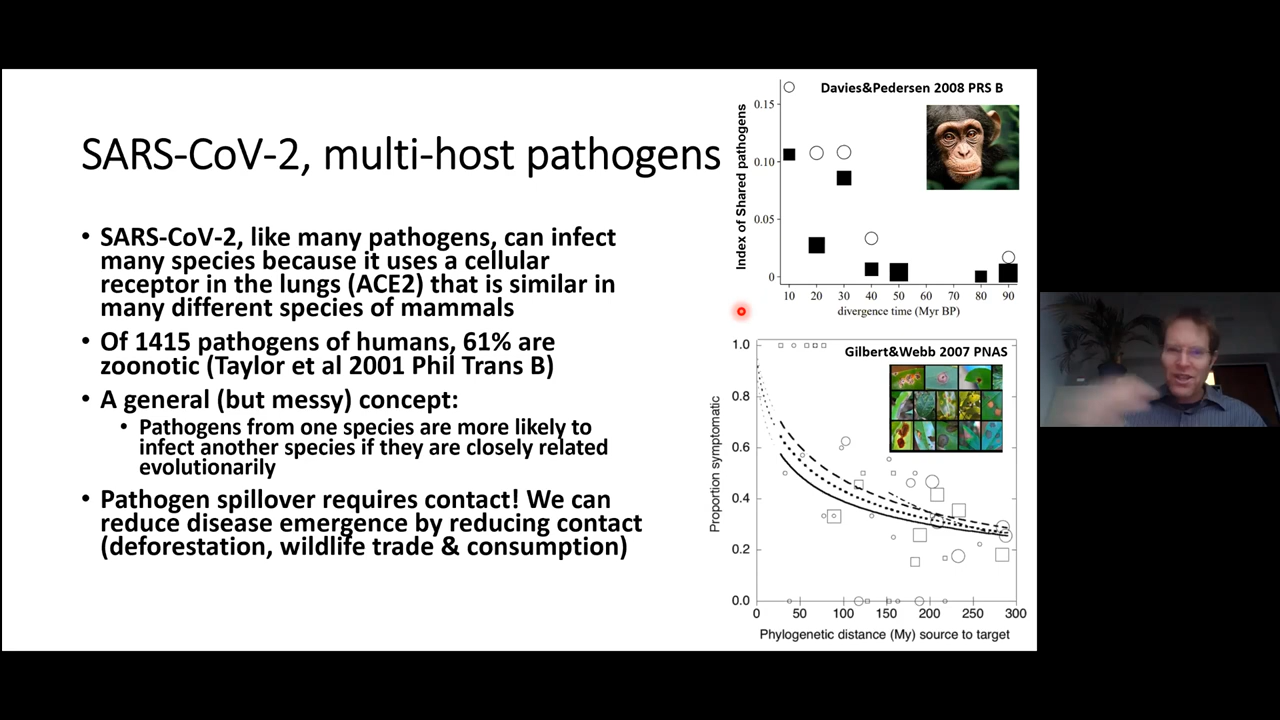 SARS-CoV-2, multi-host pathogens
• SARS-CoV-2, like many pathogens, can infect
many species because it uses a cellular
receptor in the lungs (ACE2) that is similar in
many different species of mammals
• Of 1415 pathogens of humans, 61% are
zoonotic (Taylor et al 2001 Phil Trans B)
• A general (but messy) concept:
• Pathogens from one species are more likely to
infect another species if they are closely related
evolutionarily
• Pathogen spillover requires contact! We can
reduce disease emergence by reducing contact
(deforestation, wildlife trade & consumption)
Davies&Pedersen 2008 PRS B
Index of Shared pathogens
0.15
0.10
0.05
0
10 20 30 40 50 60 70 80 90
divergence time (Myr BP)
Gilbert&Webb 2007 PNAS
Proportion symptomatic
1.0
0.8
0.6
0.4
0.2
0.0
0 50 100 150 200 250 300
Phylogenetic distance (My) source to target